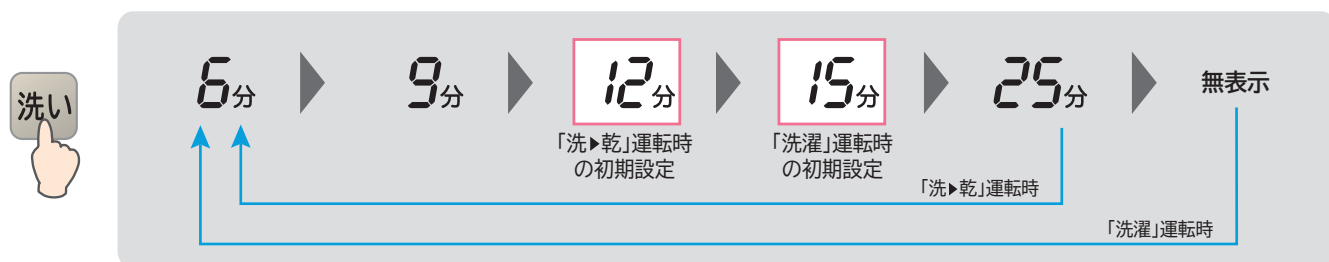 洗い
6分
9分
12分
15分
25分
無表示
「洗▶乾」運転時
の初期設定
「洗濯」運転時
の初期設定
「洗▶乾」運転時
「洗濯」運転時